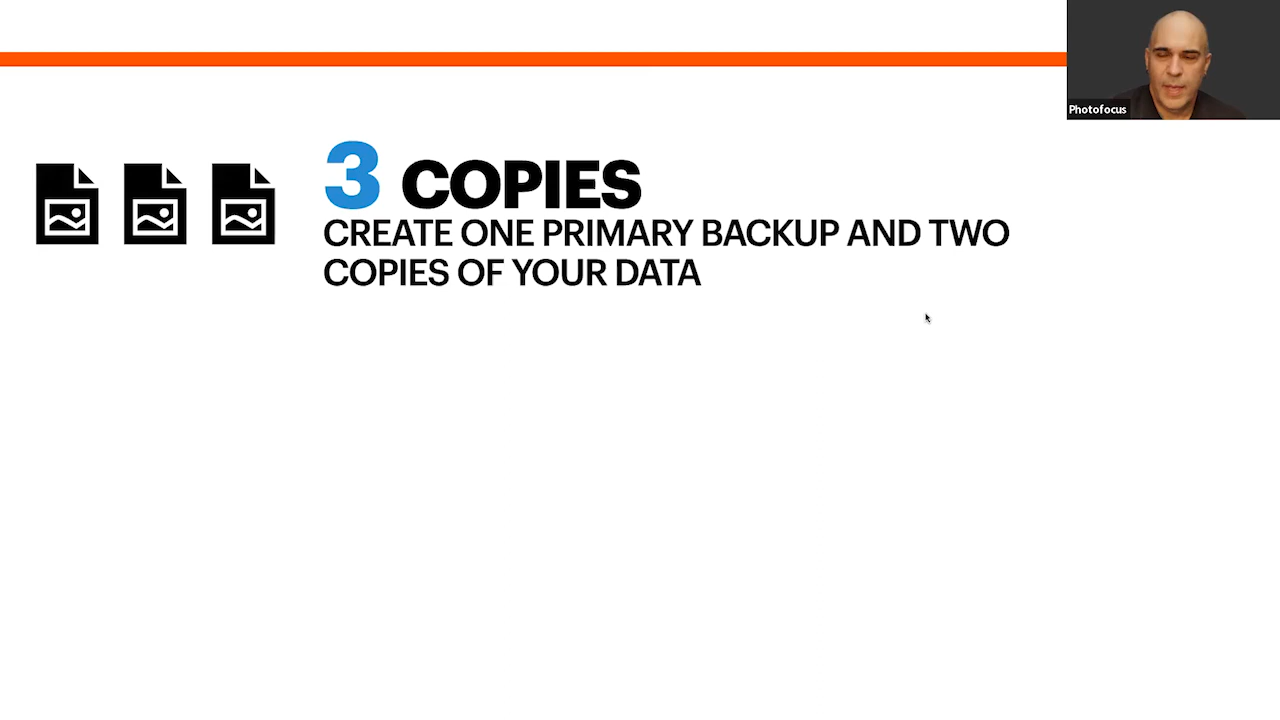 Photofocus
3 COPIES
CREATE ONE PRIMARY BACKUP AND TWO
COPIES OF YOUR DATA